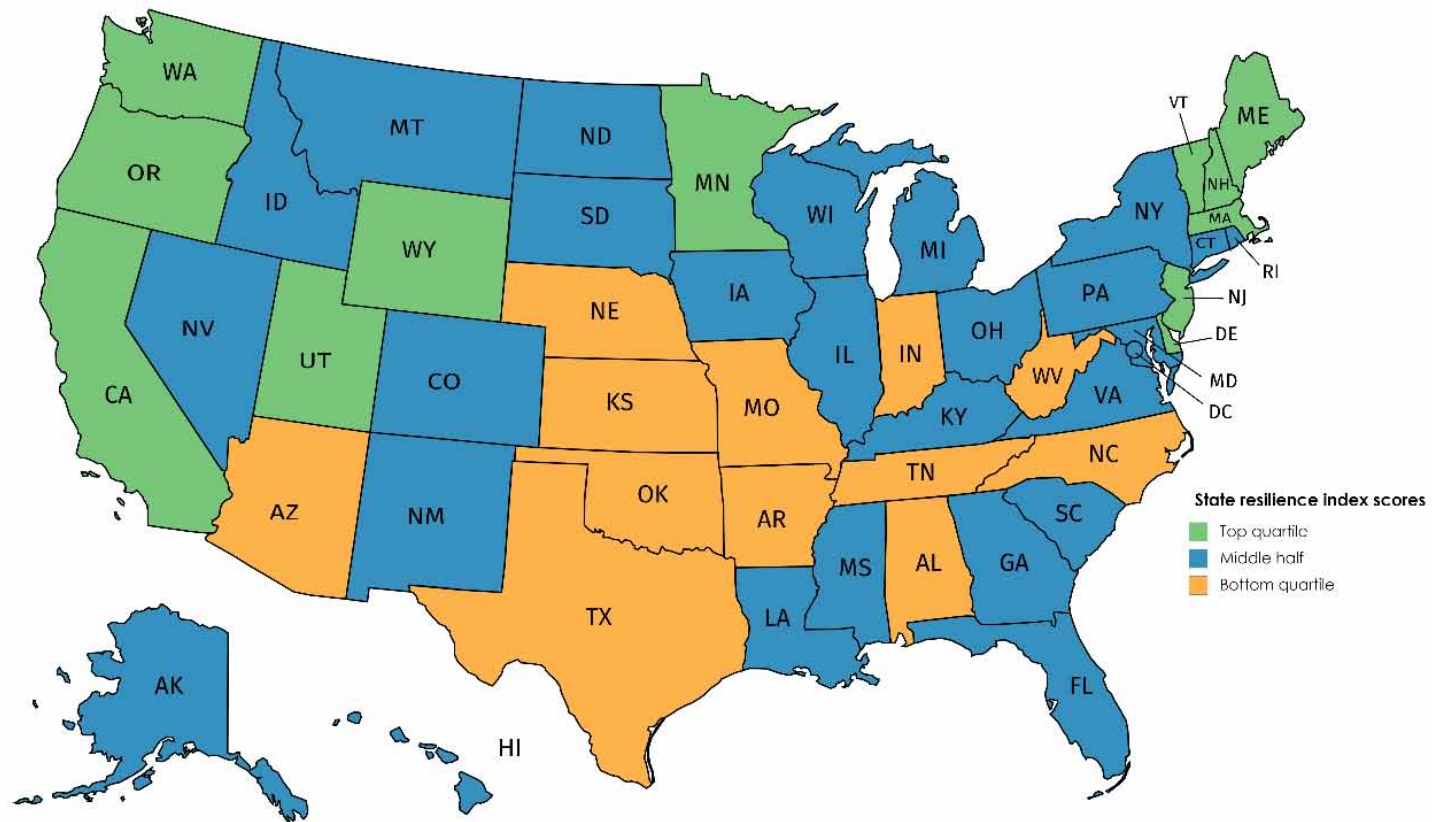 WA
VT
ME
MT
ND
OR
MN
NH
ID
SD
WI
NY
MA
WY
MI
CT
RI
IA
PA
NJ
NE
NV
OH
DE
UT
IL
IN
CO
WV
MD
CA
KS
MO
VA
DC
KY
NC
TN
OK
AZ
NM
AR
SC
State resilience index scores
Top quartile
Middle half
Bottom quartile
MS
AL
GA
TX
LA
AK
FL
HI